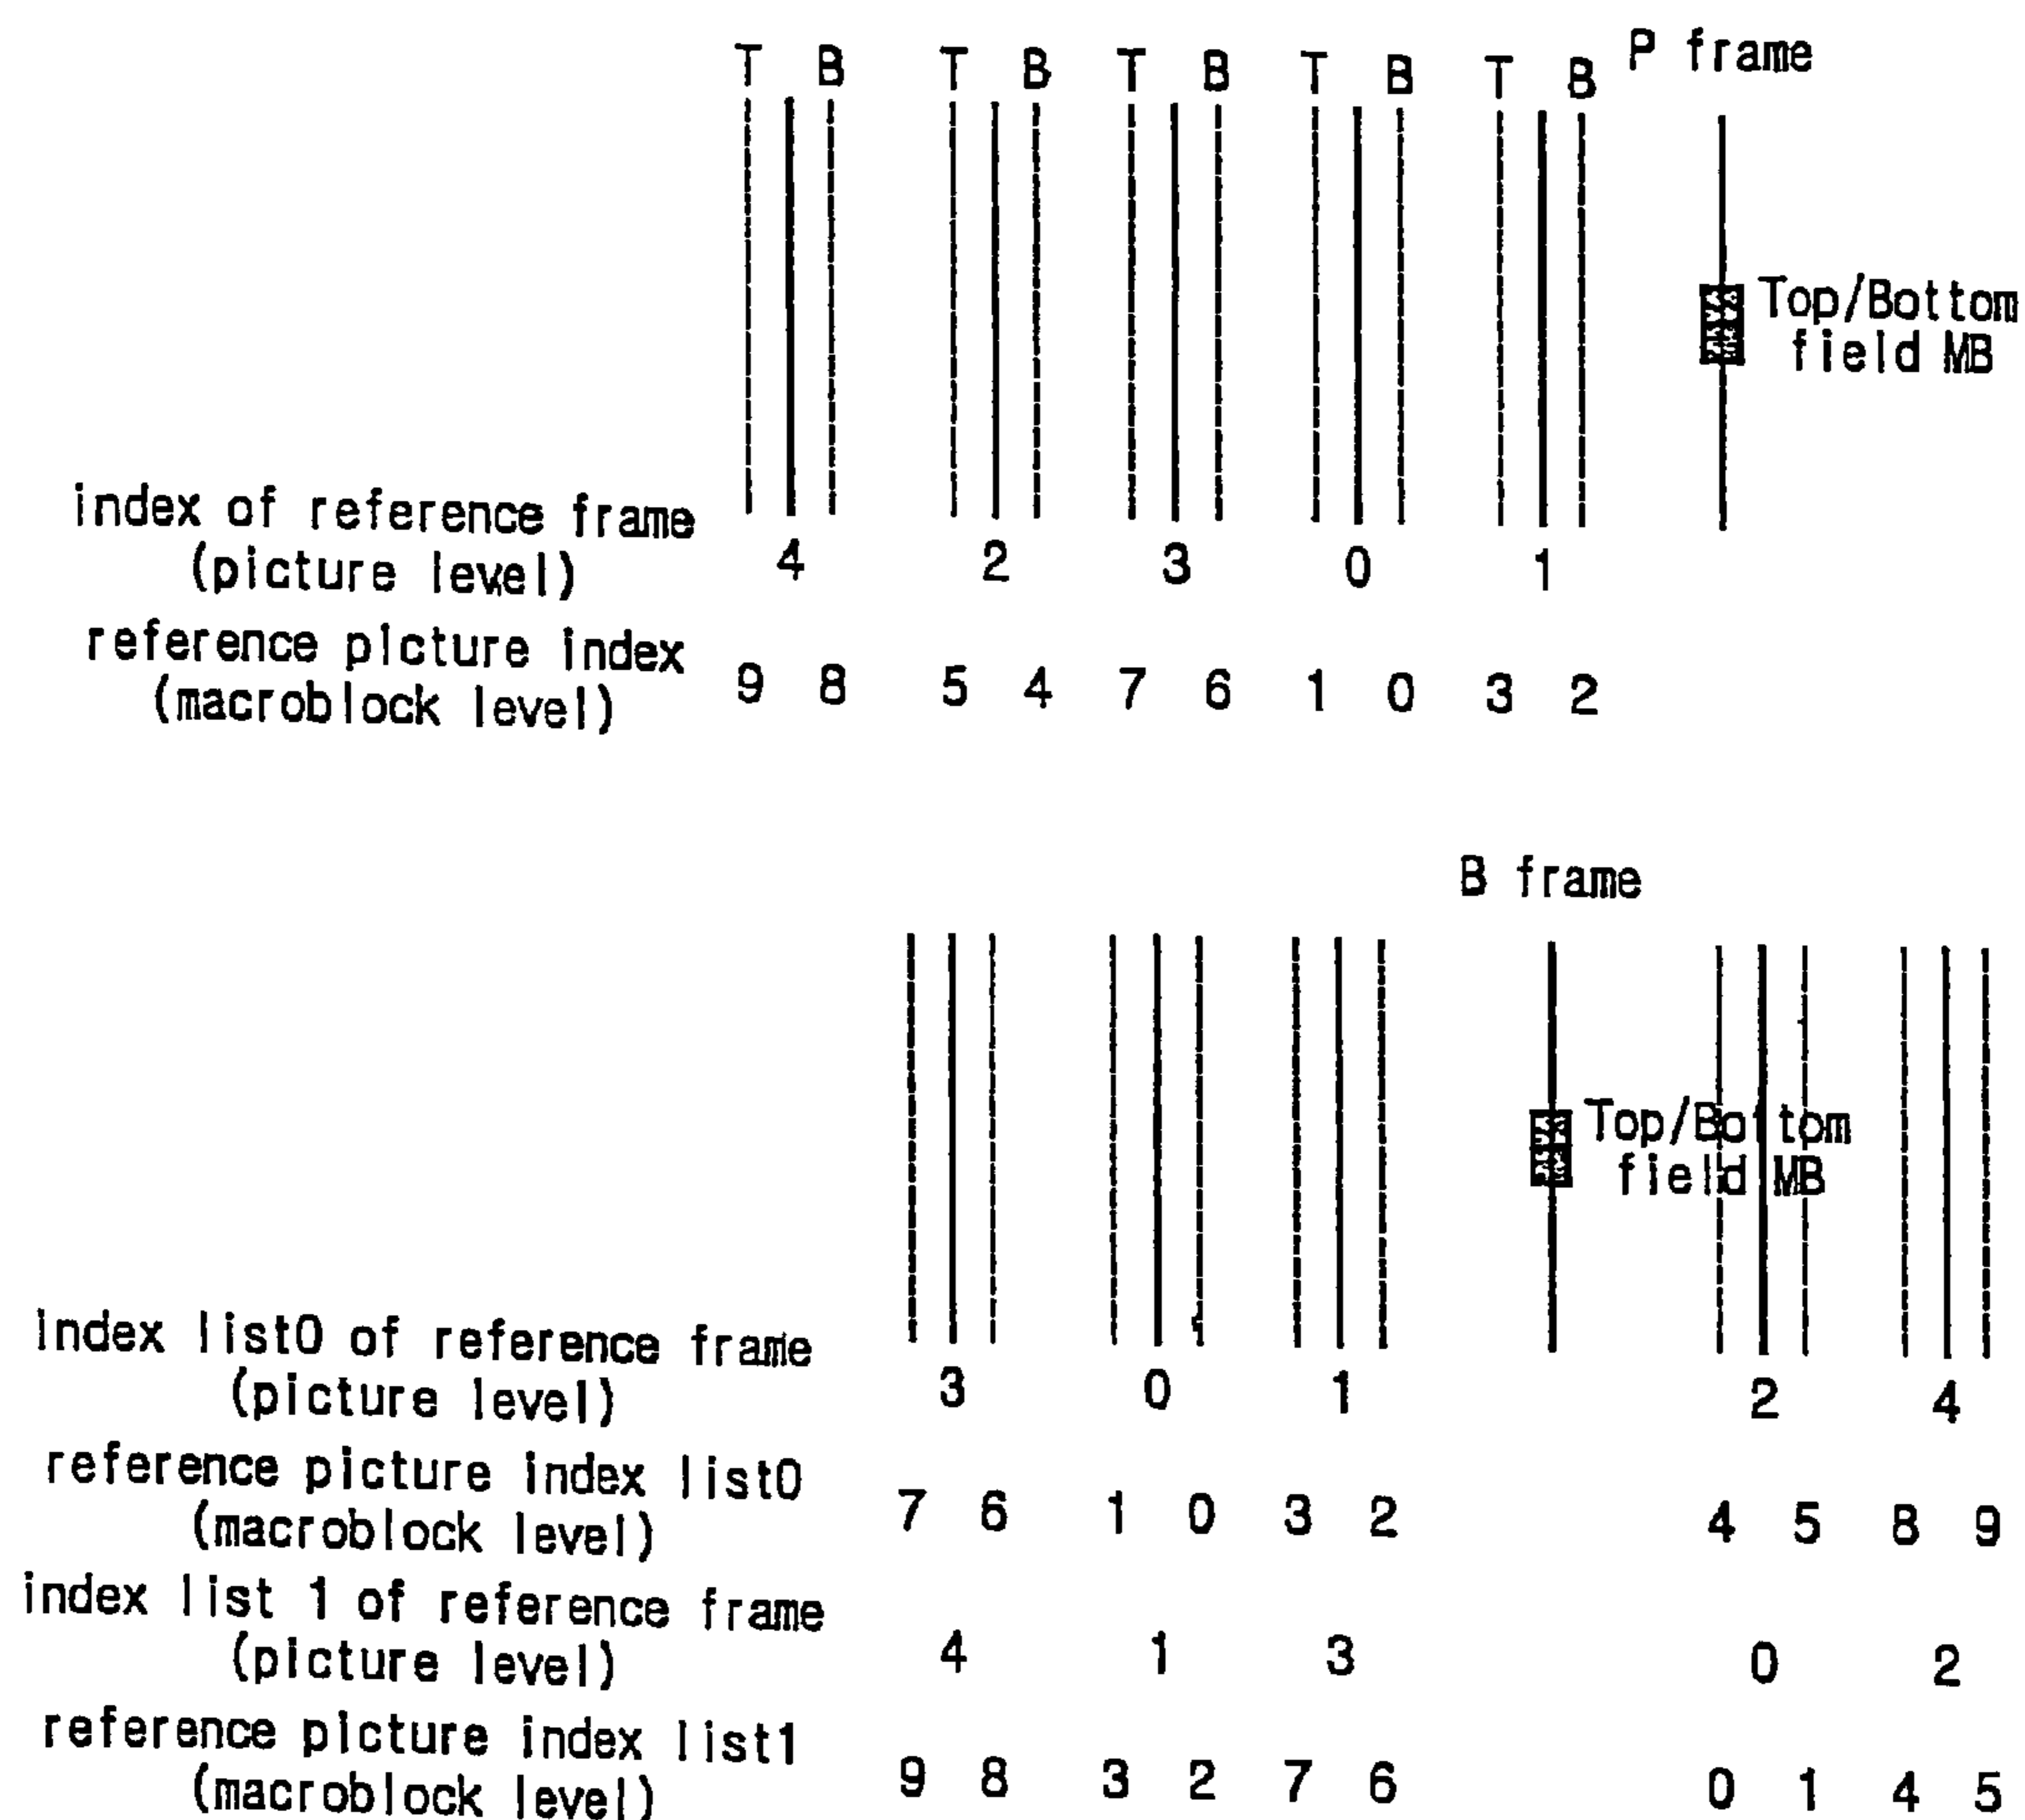 T B T B T B T B T B P frame
Top/Bottom
field MB
index of reference frame
(picture level)
4 2 3 0 1
reference picture index
(macroblock level)
9 8 5 4 7 6 1 0 3 2
B frame
Top/Bottom
field MB
index list0 of reference frame
(picture level)
3 0 1 2 4
reference picture index list0
(macroblock level)
7 6 1 0 3 2 4 5 8 9
index list 1 of reference frame
(picture level)
4 1 3 0 2
reference picture index list1
(macroblock level)
9 8 3 2 7 6 0 1 4 5